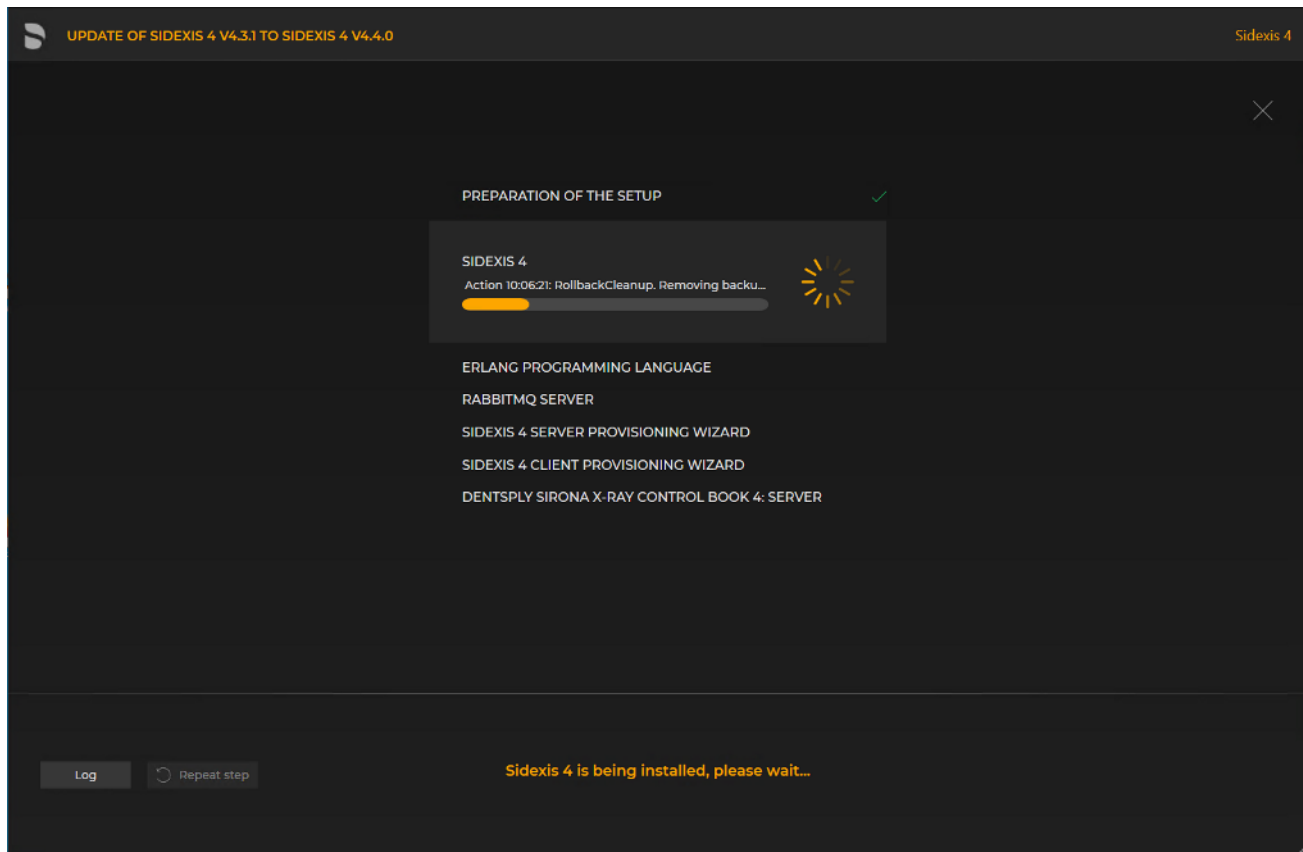 UPDATE OF SIDEXIS 4 V4.3.1 TO SIDEXIS 4 V4.4.0
Sidexis 4
PREPARATION OF THE SETUP
SIDEXIS 4
Action 10:06:21: RollbackCleanup. Removing backu...
ERLANG PROGRAMMING LANGUAGE
RABBITMQ SERVER
SIDEXIS 4 SERVER PROVISIONING WIZARD
SIDEXIS 4 CLIENT PROVISIONING WIZARD
DENTSPLY SIRONA X-RAY CONTROL BOOK 4: SERVER
Log
Repeat step
Sidexis 4 is being installed, please wait...